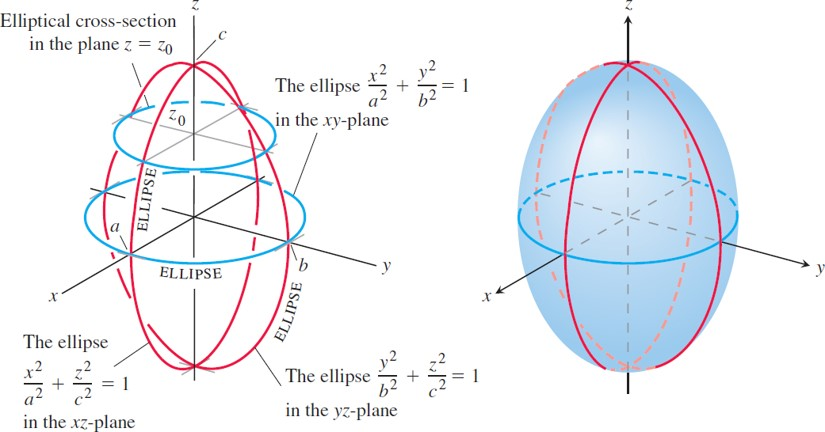 z
Elliptical cross-section
in the plane z = z₀
c
The ellipse x²/a² + y²/b² = 1
in the xy-plane
z₀
ELLIPSE
a
ELLIPSE
b
ELLIPSE
y
x
The ellipse
x²/a² + z²/c² = 1
in the xz-plane
The ellipse y²/b² + z²/c² = 1
in the yz-plane
z
x
y